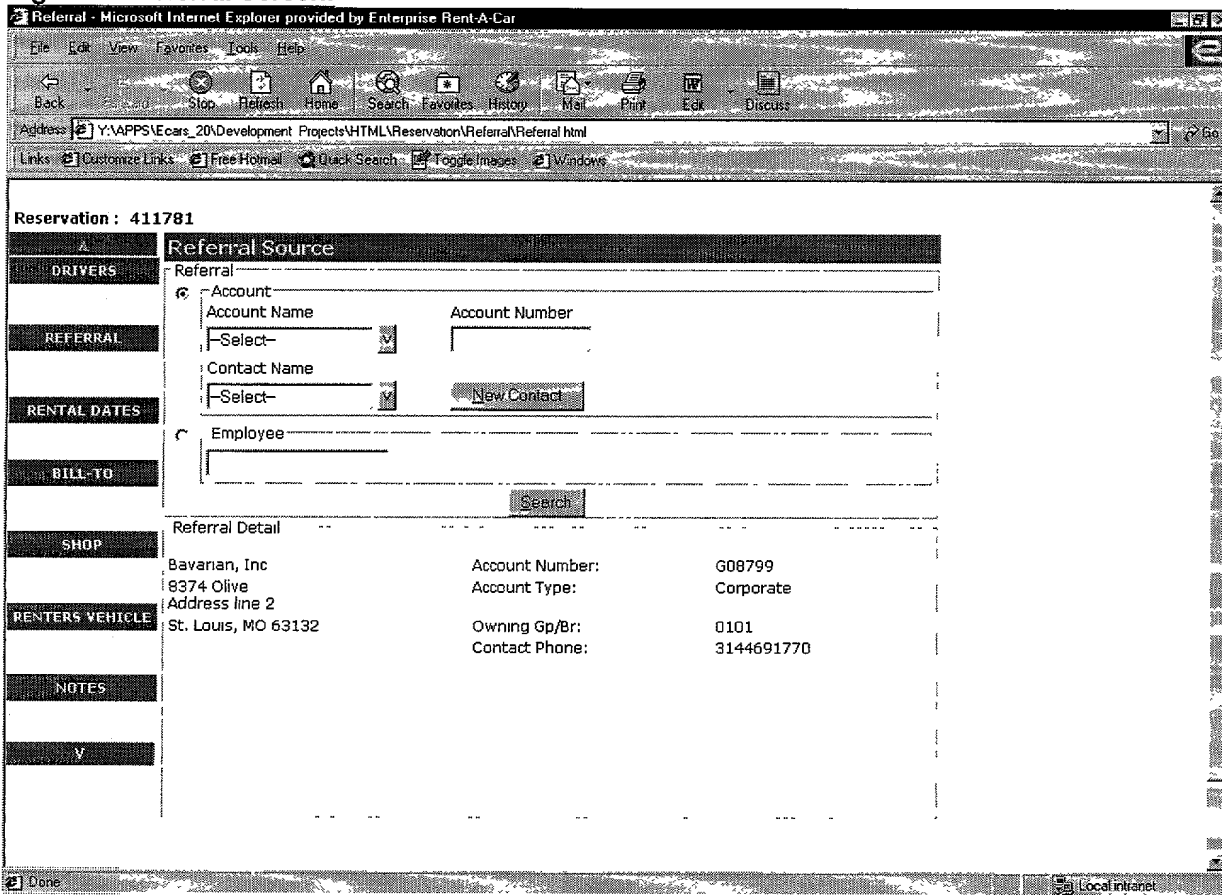 Referral - Microsoft Internet Explorer provided by Enterprise Rent-A-Car
File Edit View Favorites Tools Help
Back Stop Refresh Home Search Favorites History Mail Print Edit Discuss
Address Y:\APPS\Ecars_20\Development Projects\HTML\Reservation\Referral\Referral html Go
Links Customize Links Free Hotmail Quick Search Toggle Images Windows
Reservation : 411781
Referral Source
DRIVERS
REFERRAL
RENTAL DATES
BILL-TO
SHOP
RENTERS VEHICLE
NOTES
V
Referral
Account
Account Name Account Number
--Select--
Contact Name
--Select-- New Contact
Employee
Search
Referral Detail
Bavarian, Inc Account Number: G08799
8374 Olive Account Type: Corporate
Address line 2
St. Louis, MO 63132 Owning Gp/Br: 0101
Contact Phone: 3144691770
Done Local intranet